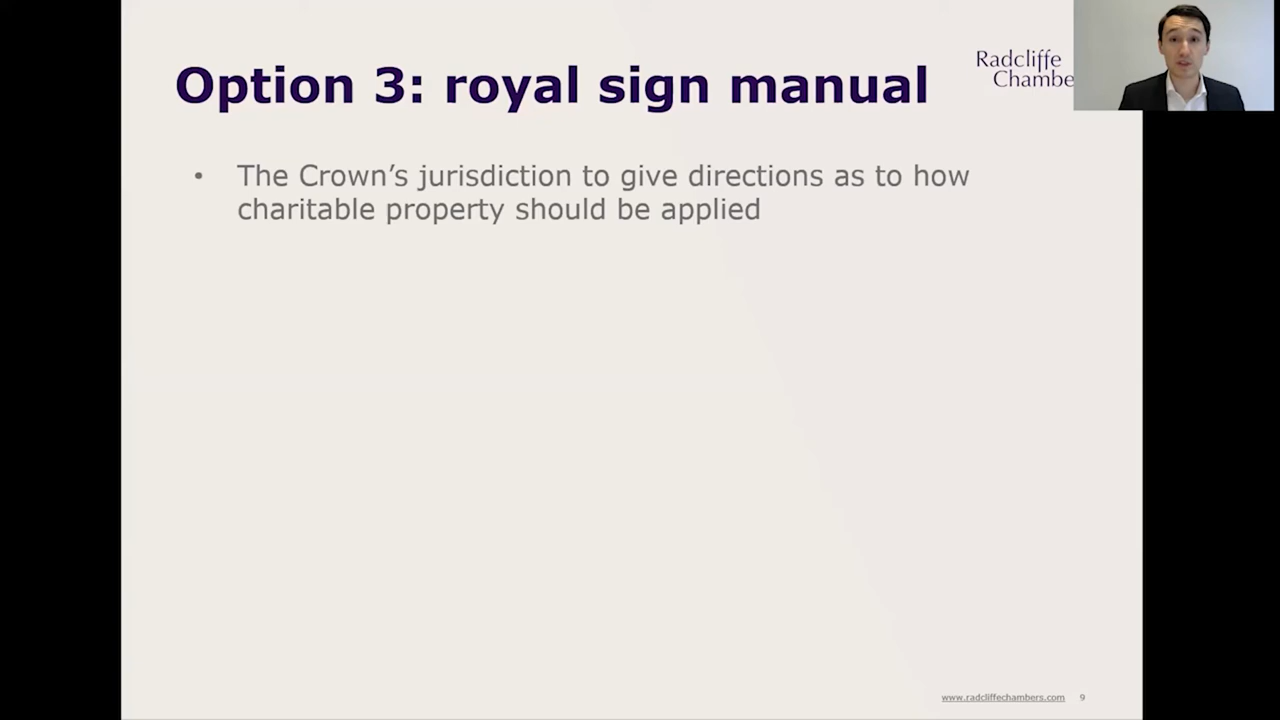 Option 3: royal sign manual
Radcliffe
Chambe
• The Crown’s jurisdiction to give directions as to how
charitable property should be applied
www.radcliffechambers.com 9